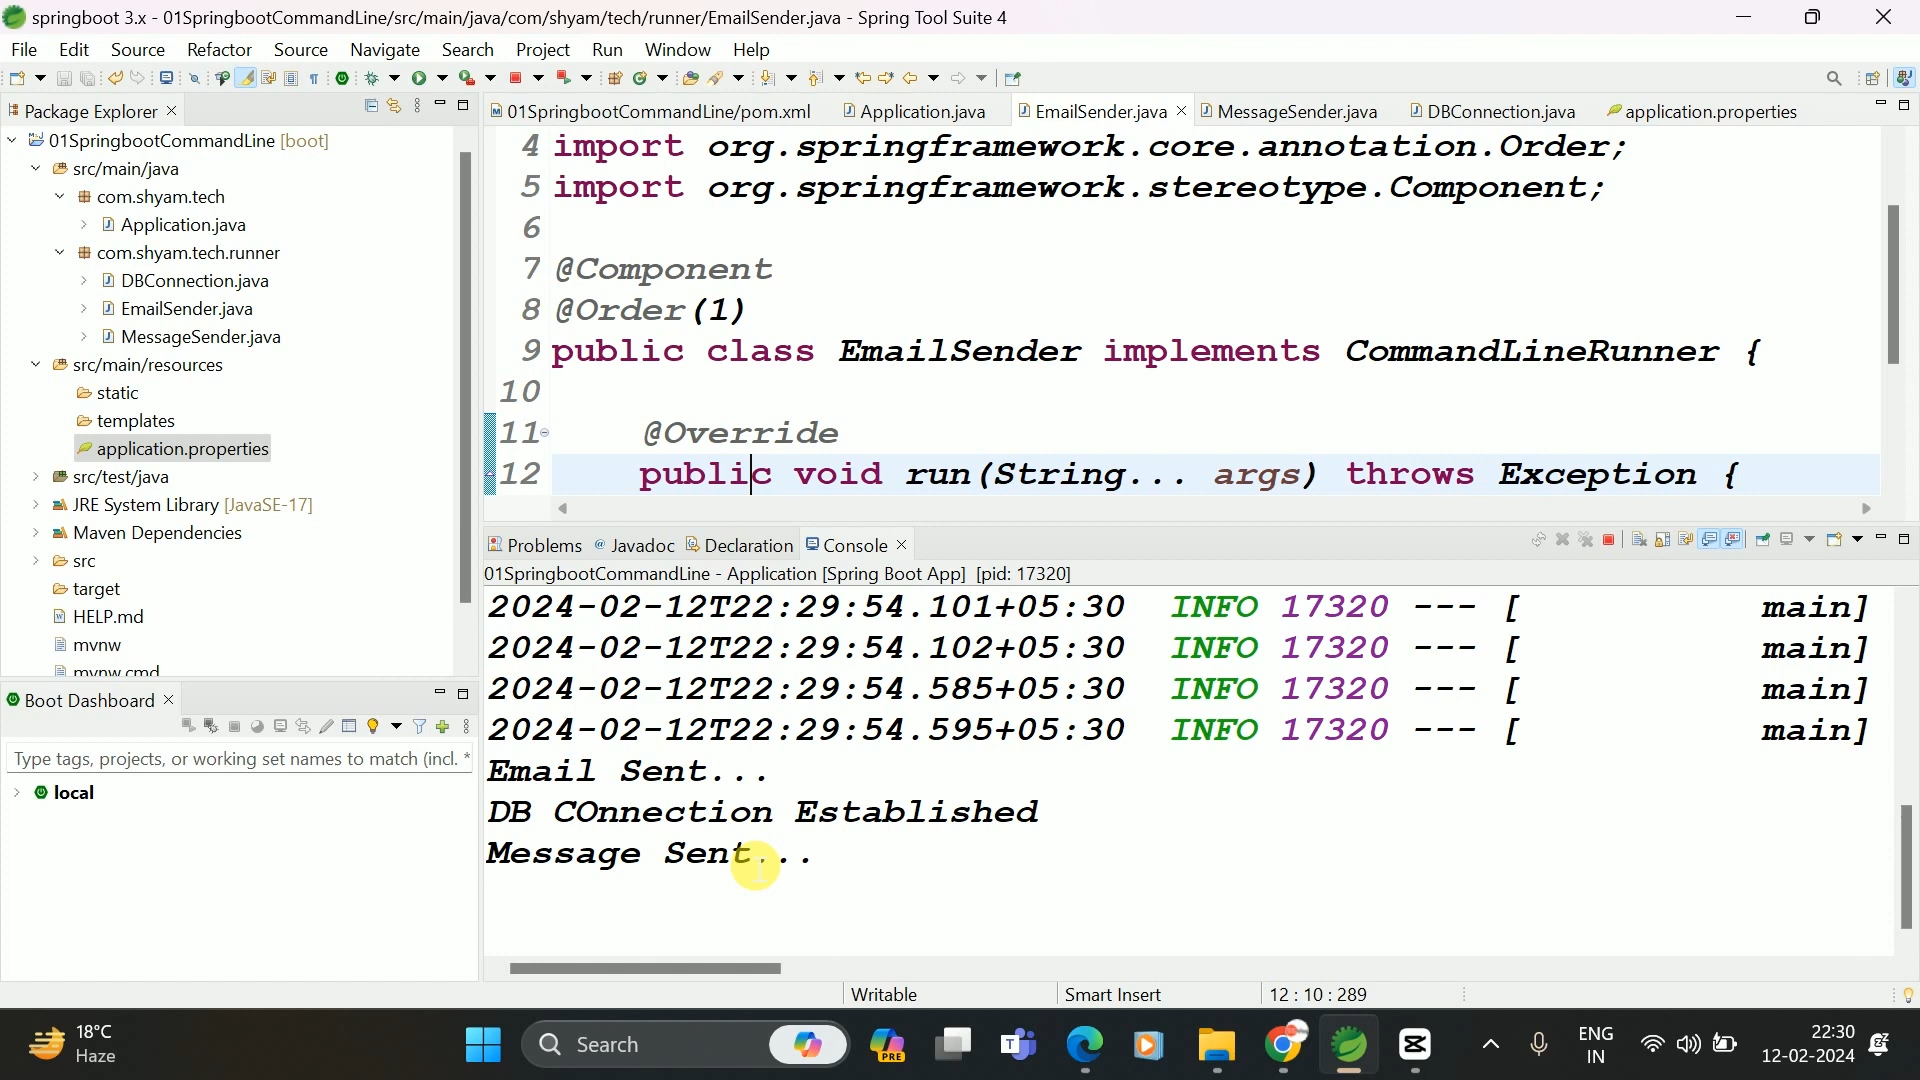 springboot 3.x - 01SpringbootCommandLine/src/main/java/com/shyam/tech/runner/EmailSender.java - Spring Tool Suite 4
File Edit Source Refactor Source Navigate Search Project Run Window Help
Package Explorer
01SpringbootCommandLine [boot]
src/main/java
com.shyam.tech
Application.java
com.shyam.tech.runner
DBConnection.java
EmailSender.java
MessageSender.java
src/main/resources
static
templates
application.properties
src/test/java
JRE System Library [JavaSE-17]
Maven Dependencies
src
target
HELP.md
mvnw
mvnw.cmd
Boot Dashboard
Type tags, projects, or working set names to match (incl. *
local
01SpringbootCommandLine/pom.xml Application.java EmailSender.java MessageSender.java DBConnection.java application.properties
4 import org.springframework.core.annotation.Order;
5 import org.springframework.stereotype.Component;
6
7 @Component
8 @Order(1)
9 public class EmailSender implements CommandLineRunner {
10
11 @Override
12 public void run(String... args) throws Exception {
Problems @ Javadoc Declaration Console
01SpringbootCommandLine - Application [Spring Boot App] [pid: 17320]
2024-02-12T22:29:54.101+05:30 INFO 17320 --- [ main]
2024-02-12T22:29:54.102+05:30 INFO 17320 --- [ main]
2024-02-12T22:29:54.585+05:30 INFO 17320 --- [ main]
2024-02-12T22:29:54.595+05:30 INFO 17320 --- [ main]
Email Sent...
DB COnnection Established
Message Sent...
Writable Smart Insert 12 : 10 : 289
18°C
Haze
Search
PRE
ENG
IN
22:30
12-02-2024